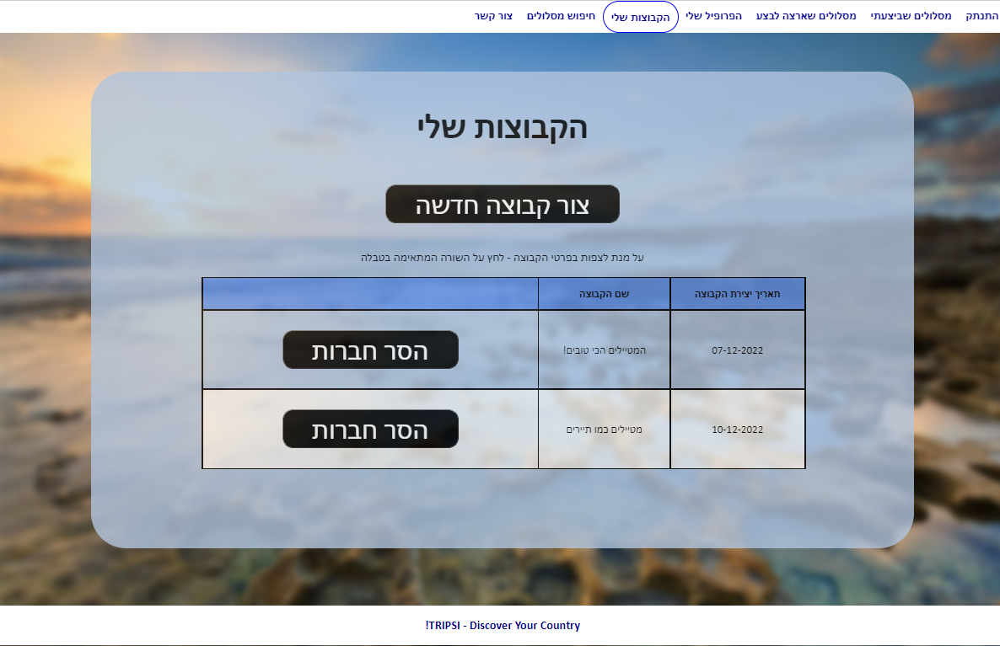 התנתק מסלולים שביצעתי מסלולים שארצה לבצע הפרופיל שלי הקבוצות שלי חיפוש מסלולים צור קשר
הקבוצות שלי
צור קבוצה חדשה
על מנת לצפות בפרטי הקבוצה - לחץ על השורה המתאימה בטבלה
תאריך יצירת הקבוצה שם הקבוצה
07-12-2022 המטיילים הכי טובים! הסר חברות
10-12-2022 מטיילים כמו תיירים הסר חברות
!TRIPSI - Discover Your Country